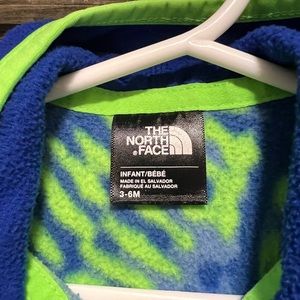 THE
NORTH
FACE
INFANT/BÉBÉ
MADE IN EL SALVADOR
FABRIQUÉ AU SALVADOR
3-6M